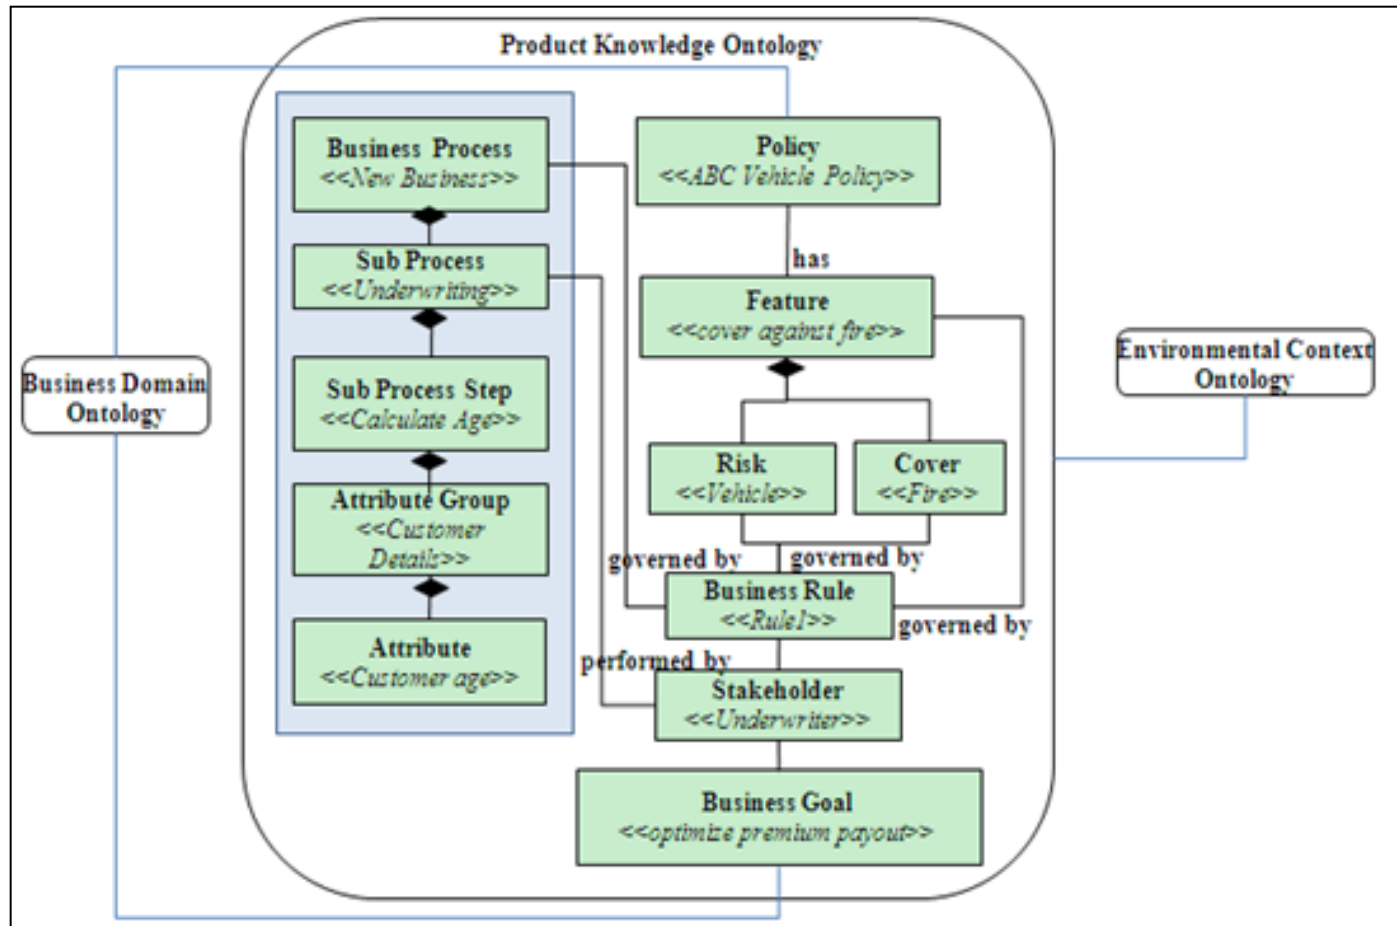 Product Knowledge Ontology
Business Process
<<New Business>>
Sub Process
<<Underwriting>>
Sub Process Step
<<Calculate Age>>
Attribute Group
<<Customer
Details>>
Attribute
<<Customer age>>
Policy
<<ABC Vehicle Policy>>
has
Feature
<<cover against fire>>
Risk
<<Vehicle>>
Cover
<<Fire>>
governed by
governed by
Business Rule
<<Rule1>>
governed by
performed by
Stakeholder
<<Underwriter>>
Business Goal
<<optimize premium payout>>
Business Domain
Ontology
Environmental Context
Ontology